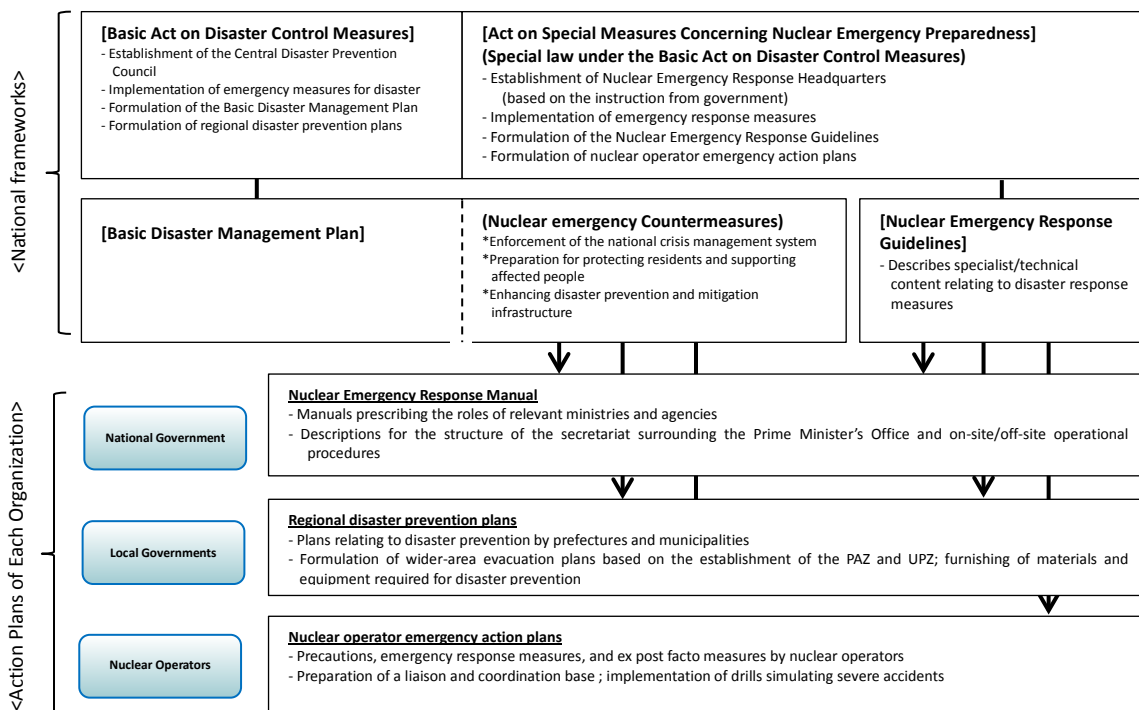 <National frameworks>
[Basic Act on Disaster Control Measures]
- Establishment of the Central Disaster Prevention
Council
- Implementation of emergency measures for disaster
- Formulation of the Basic Disaster Management Plan
- Formulation of regional disaster prevention plans
[Act on Special Measures Concerning Nuclear Emergency Preparedness]
(Special law under the Basic Act on Disaster Control Measures)
- Establishment of Nuclear Emergency Response Headquarters
(based on the instruction from government)
- Implementation of emergency response measures
- Formulation of the Nuclear Emergency Response Guidelines
- Formulation of nuclear operator emergency action plans
[Basic Disaster Management Plan]
(Nuclear emergency Countermeasures)
*Enforcement of the national crisis management system
*Preparation for protecting residents and supporting
affected people
*Enhancing disaster prevention and mitigation
infrastructure
[Nuclear Emergency Response
Guidelines]
- Describes specialist/technical
content relating to disaster response
measures
<Action Plans of Each Organization>
National Government
Nuclear Emergency Response Manual
- Manuals prescribing the roles of relevant ministries and agencies
- Descriptions for the structure of the secretariat surrounding the Prime Minister's Office and on-site/off-site operational
procedures
Local Governments
Regional disaster prevention plans
- Plans relating to disaster prevention by prefectures and municipalities
- Formulation of wider-area evacuation plans based on the establishment of the PAZ and UPZ; furnishing of materials and
equipment required for disaster prevention
Nuclear Operators
Nuclear operator emergency action plans
- Precautions, emergency response measures, and ex post facto measures by nuclear operators
- Preparation of a liaison and coordination base ; implementation of drills simulating severe accidents